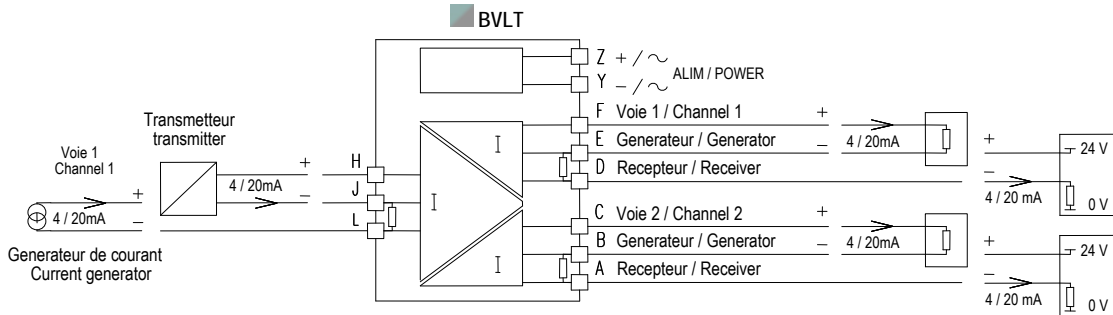 BVLT
Z + / ~
ALIM / POWER
Y − / ~
F Voie 1 / Channel 1 +
E Generateur / Generator − 4 / 20mA
D Recepteur / Receiver
C Voie 2 / Channel 2 +
B Generateur / Generator − 4 / 20mA
A Recepteur / Receiver
Transmetteur
transmitter
Voie 1
Channel 1
+
4 / 20mA
−
+
4 / 20mA
−
Generateur de courant
Current generator
H
J
L
I
I
I
+
−
4 / 20 mA
24 V
0 V
+
−
4 / 20 mA
24 V
0 V